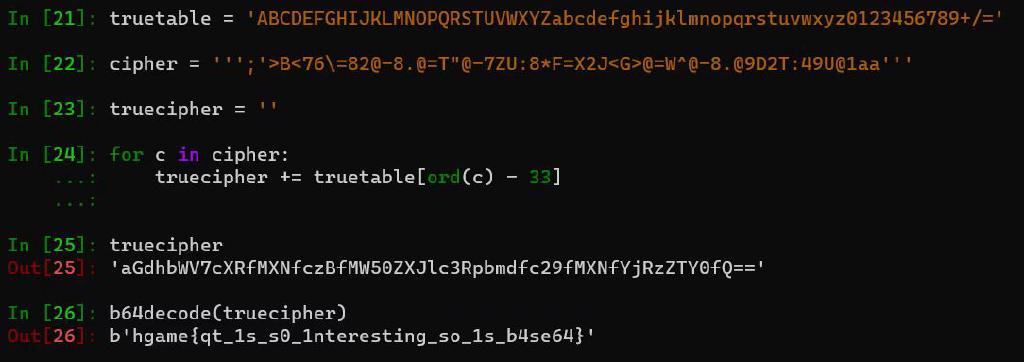 In [21]: truetable = 'ABCDEFGHIJKLMNOPQRSTUVWXYZabcdefghijklmnopqrstuvwxyz0123456789+/='
In [22]: cipher = ''';'>B<76\=82@-8.@=T"@-7ZU:8*F=X2J<G>@=W^@-8.@9D2T:49U@1aa'''
In [23]: truecipher = ''
In [24]: for c in cipher:
...: truecipher += truetable[ord(c) - 33]
...:
In [25]: truecipher
Out[25]: 'aGdhbWV7cXRfMXNfczBfMW50ZXJlc3Rpbmdfc29fMXNfYjRzZTY0fQ=='
In [26]: b64decode(truecipher)
Out[26]: b'hgame{qt_1s_s0_1nteresting_so_1s_b4se64}'